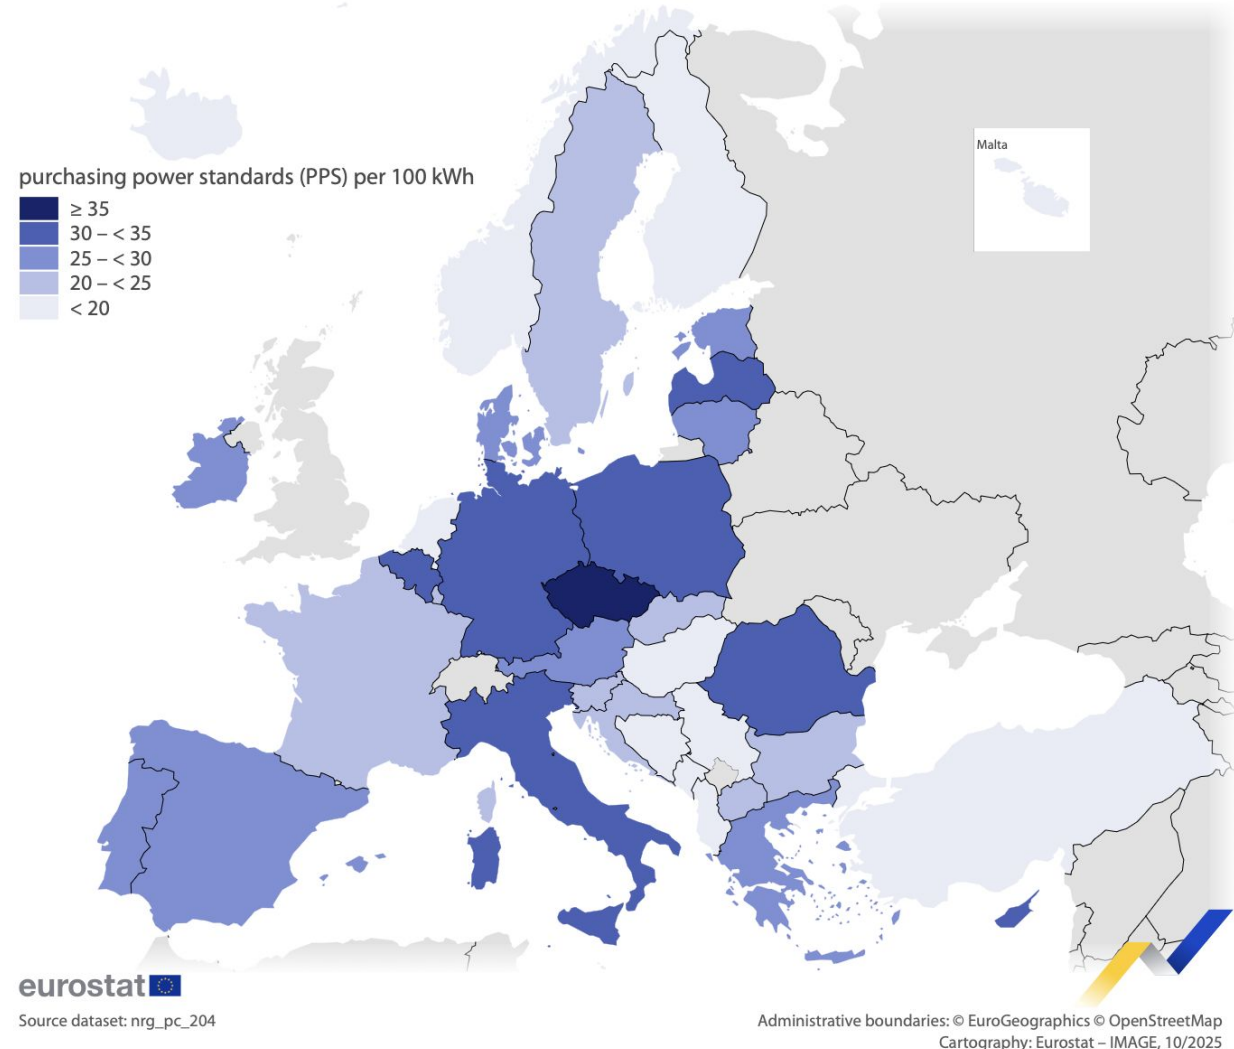 Malta
purchasing power standards (PPS) per 100 kWh
≥ 35
30 – < 35
25 – < 30
20 – < 25
< 20
eurostat
Source dataset: nrg_pc_204
Administrative boundaries: © EuroGeographics © OpenStreetMap
Cartography: Eurostat – IMAGE, 10/2025